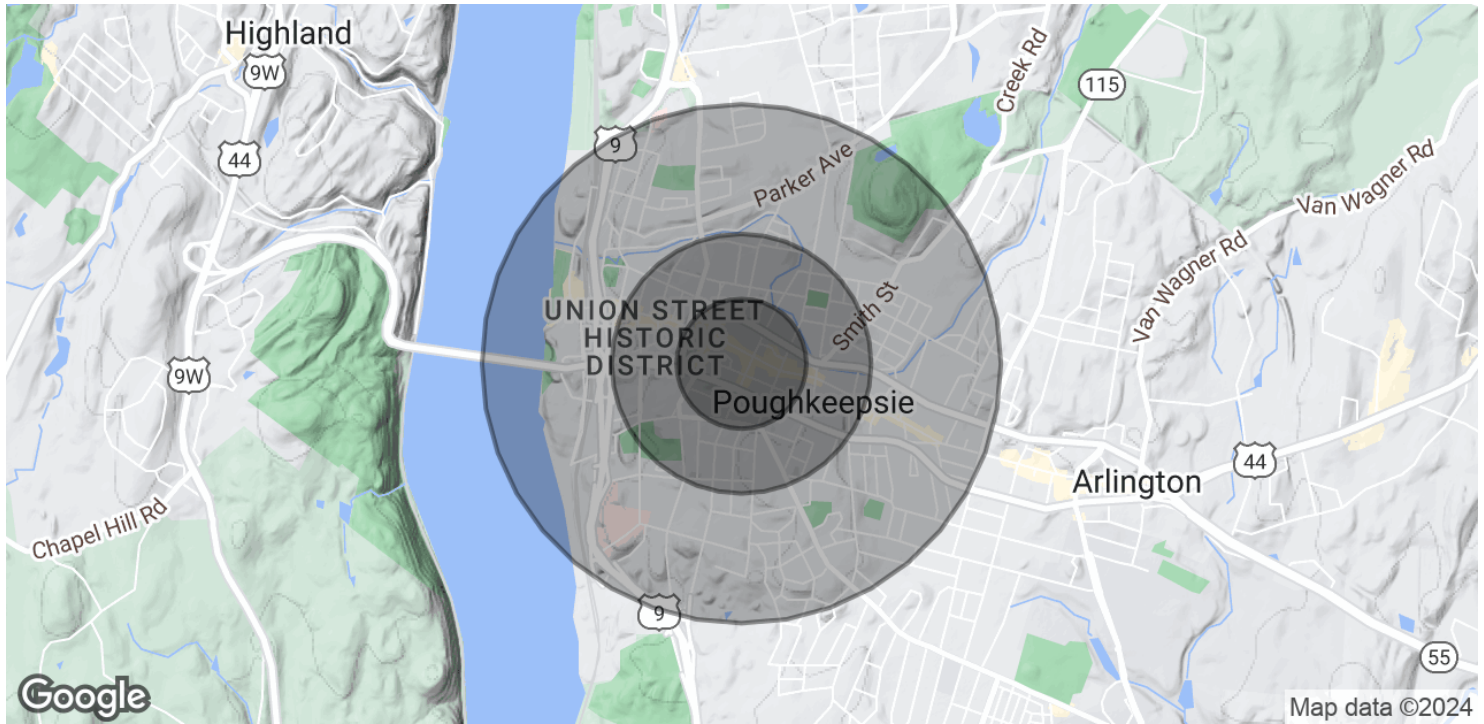 Highland
9W
44
9
Creek Rd
115
Parker Ave
Van Wagner Rd
Van Wagner Rd
UNION STREET
HISTORIC
DISTRICT
Smith St
9W
Poughkeepsie
44
Arlington
Chapel Hill Rd
9
55
Google
Map data ©2024